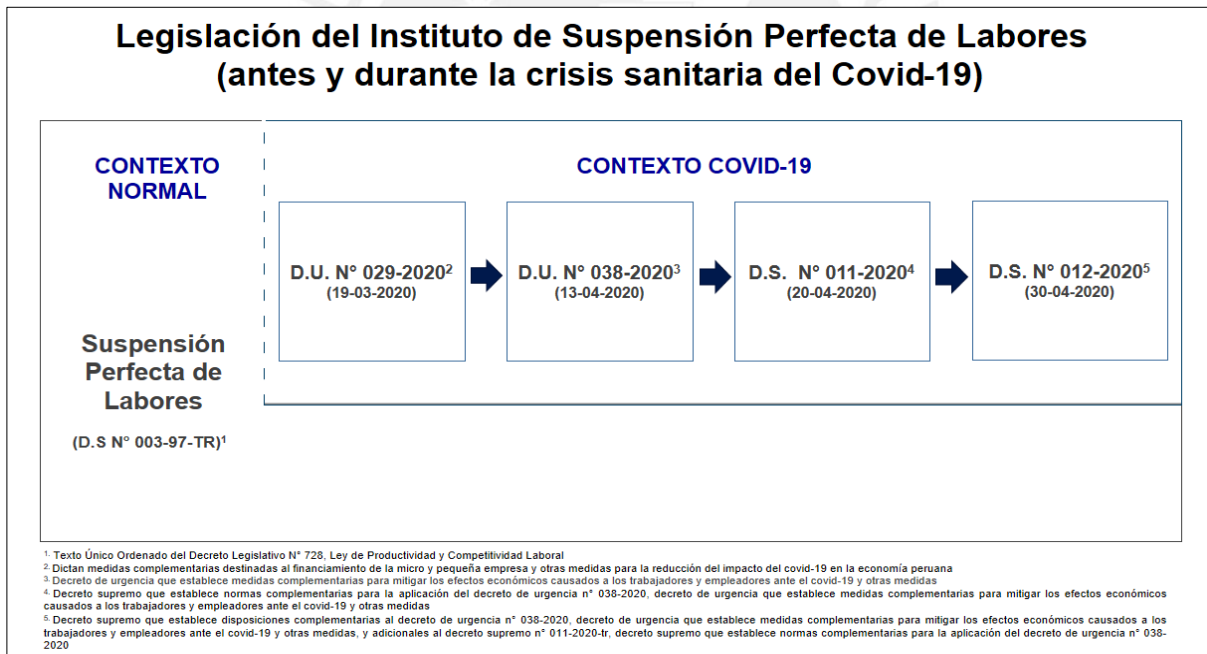 Legislación del Instituto de Suspensión Perfecta de Labores
(antes y durante la crisis sanitaria del Covid-19)
CONTEXTO
NORMAL
Suspensión
Perfecta de
Labores
(D.S N° 003-97-TR)¹
CONTEXTO COVID-19
D.U. N° 029-2020²
(19-03-2020)
D.U. N° 038-2020³
(13-04-2020)
D.S. N° 011-2020⁴
(20-04-2020)
D.S. N° 012-2020⁵
(30-04-2020)
¹. Texto Único Ordenado del Decreto Legislativo N° 728, Ley de Productividad y Competitividad Laboral
². Dictan medidas complementarias destinadas al financiamiento de la micro y pequeña empresa y otras medidas para la reducción del impacto del covid-19 en la economía peruana
³. Decreto de urgencia que establece medidas complementarias para mitigar los efectos económicos causados a los trabajadores y empleadores ante el covid-19 y otras medidas
⁴. Decreto supremo que establece normas complementarias para la aplicación del decreto de urgencia n° 038-2020, decreto de urgencia que establece medidas complementarias para mitigar los efectos económicos
causados a los trabajadores y empleadores ante el covid-19 y otras medidas
⁵. Decreto supremo que establece disposiciones complementarias al decreto de urgencia n° 038-2020, decreto de urgencia que establece medidas complementarias para mitigar los efectos económicos causados a los
trabajadores y empleadores ante el covid-19 y otras medidas, y adicionales al decreto supremo n° 011-2020-tr, decreto supremo que establece normas complementarias para la aplicación del decreto de urgencia n° 038-
2020